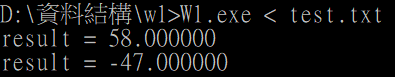 D:\資料結構\w1>W1.exe < test.txt
result = 58.000000
result = -47.000000